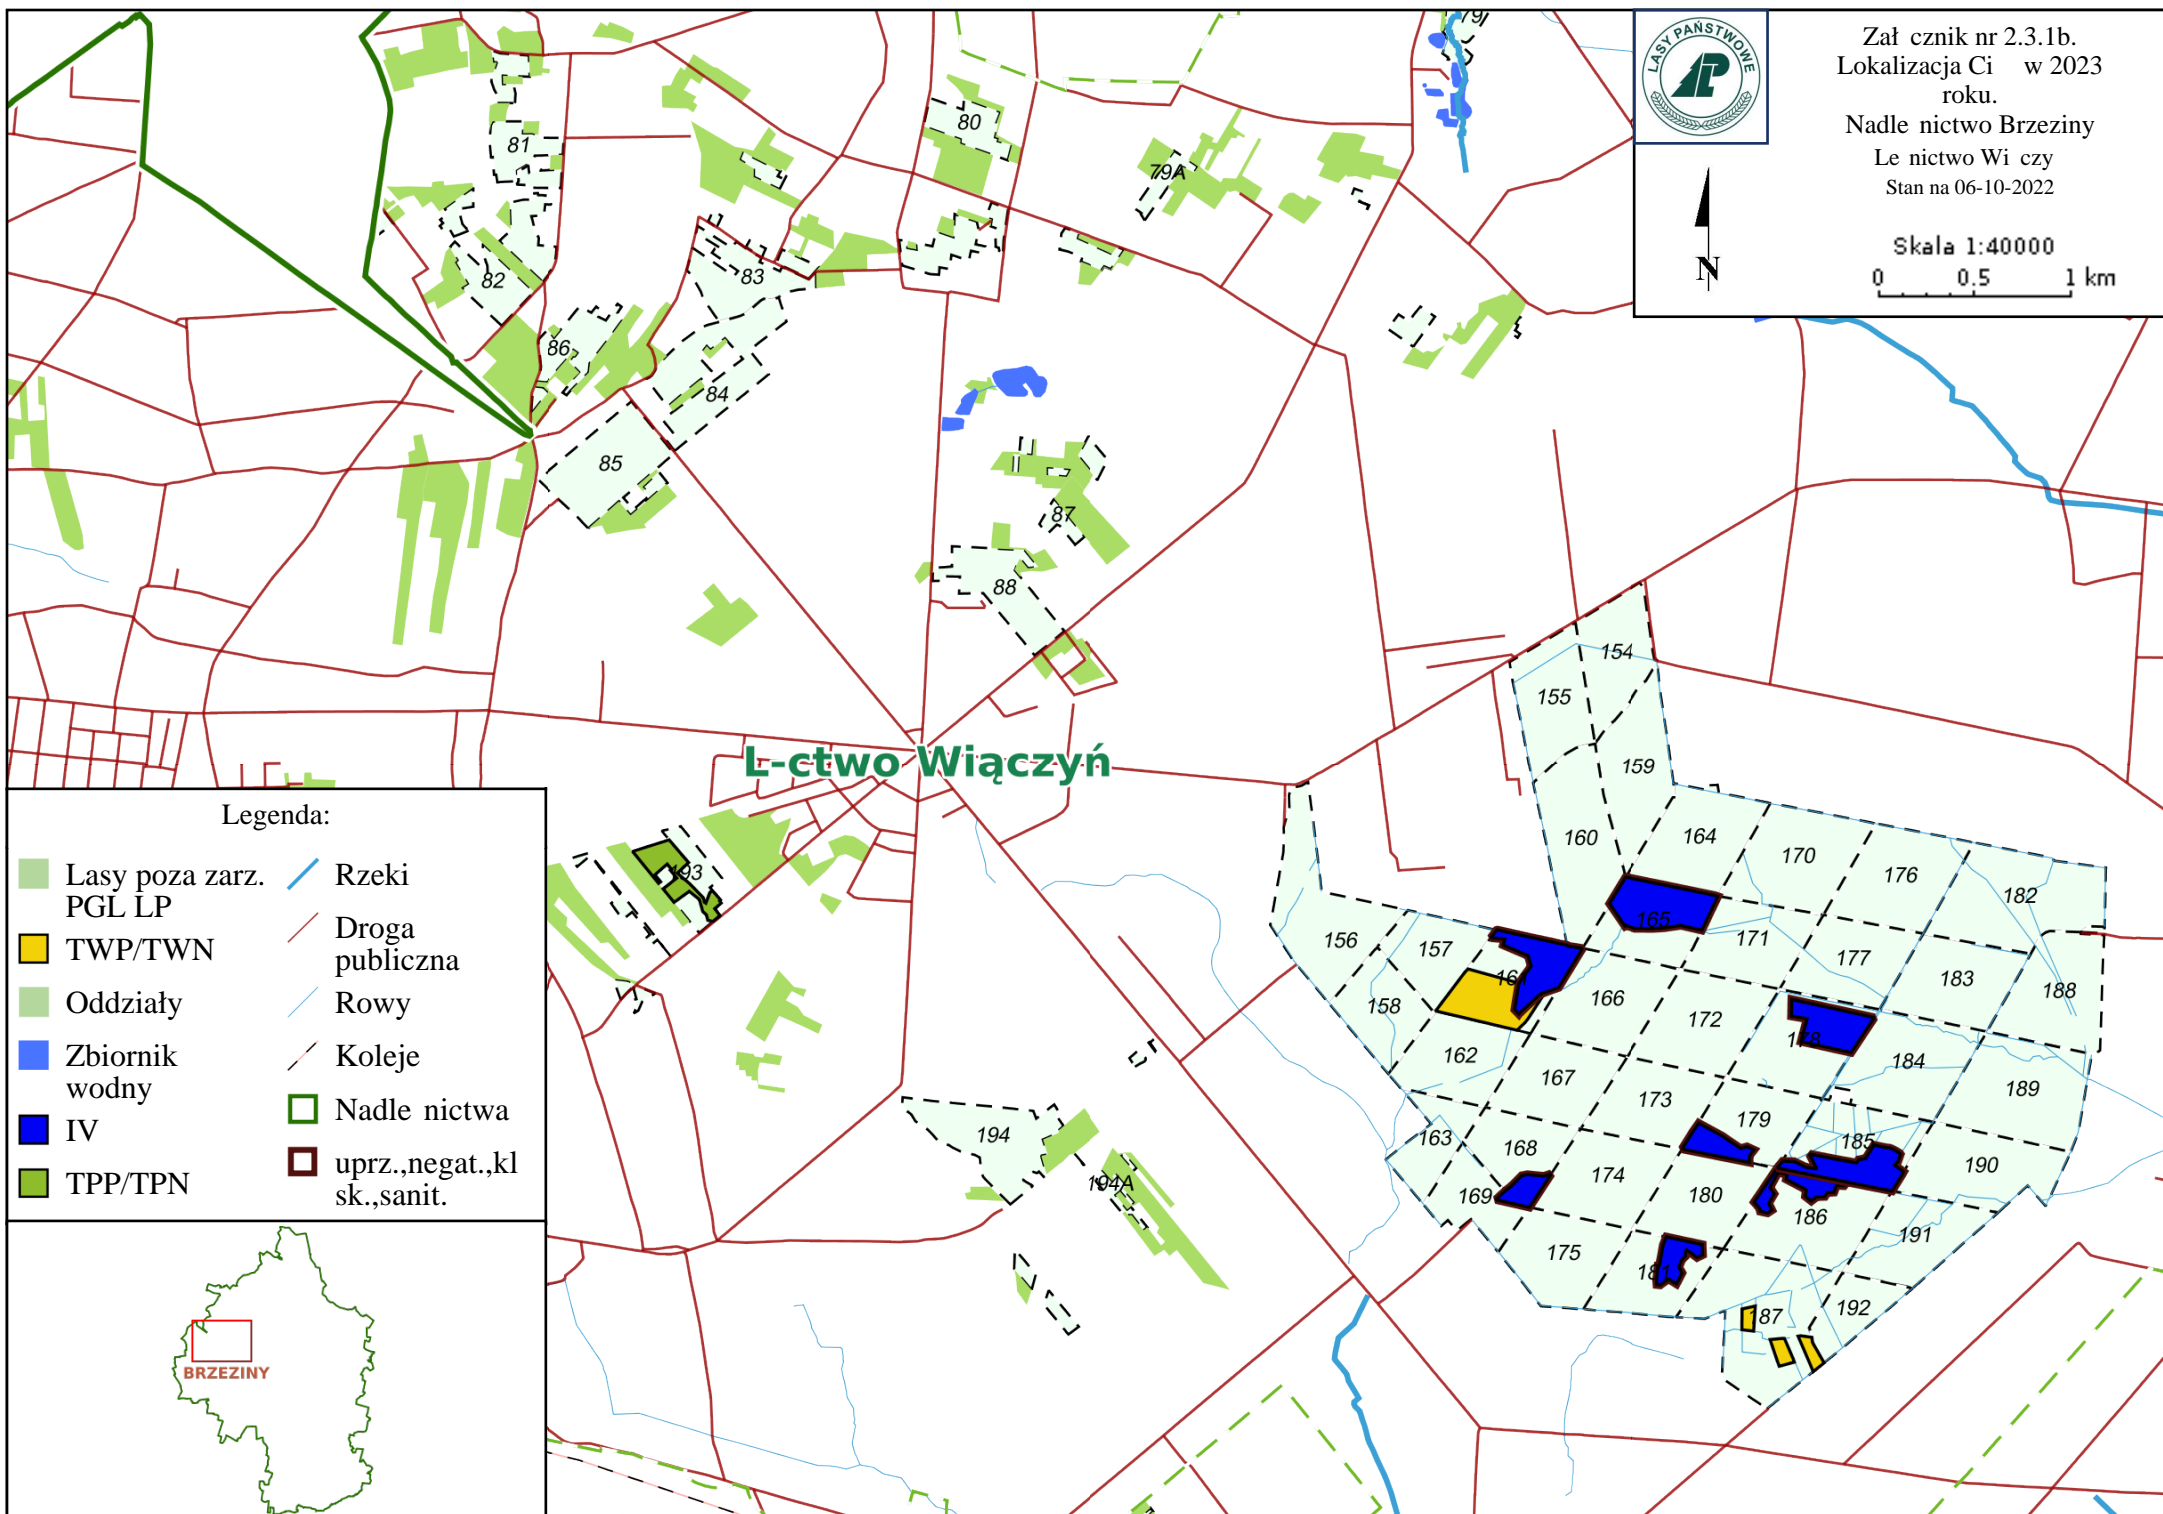 LASY PAŃSTWOWE
Zał cznik nr 2.3.1b.
Lokalizacja Ci w 2023
roku.
Nadle nictwo Brzeziny
Le nictwo Wi czy
Stan na 06-10-2022
Skala 1:40000
0 0.5 1 km
N
79
80
81
79A
82
83
86
84
85
87
88
154
155
L-ctwo Wiączyń
159
160
164
170
176
182
193
165
156
157
171
177
183
188
161
158
166
172
178
162
184
167
189
173
179
194
163
168
185
190
194A
169
174
180
186
191
175
181
187
192
Legenda:
Lasy poza zarz.
PGL LP
TWP/TWN
Oddziały
Zbiornik
wodny
IV
TPP/TPN
Rzeki
Droga
publiczna
Rowy
Koleje
Nadle nictwa
uprz.,negat.,kl
sk.,sanit.
BRZEZINY